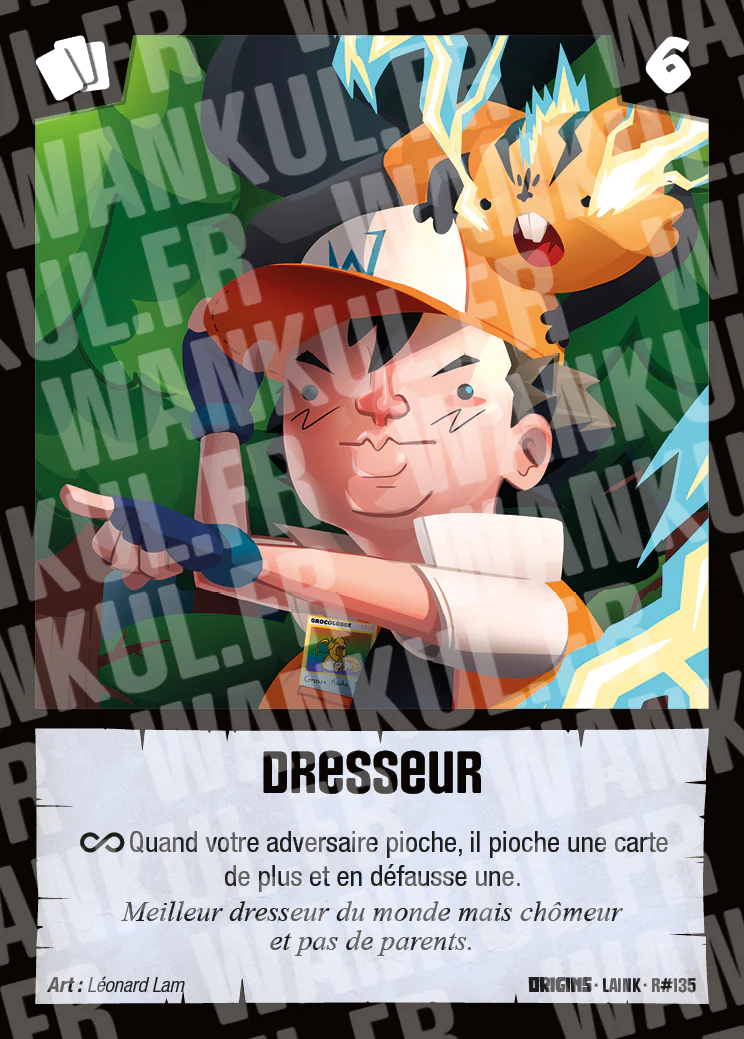 6
W
GROCOLOSSE
DRESSEUR
∞ Quand votre adversaire pioche, il pioche une carte
de plus et en défausse une.
Meilleur dresseur du monde mais chômeur
et pas de parents.
Art : Léonard Lam
ORIGINS · LAINK · R#135
WANKUL.FR